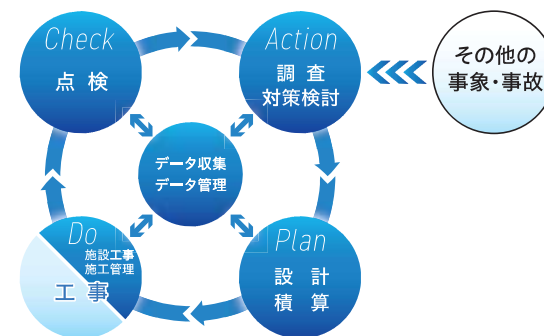 Check
点検
Action
調査
対策検討
その他の
事象・事故
データ収集
データ管理
Do
施設工事
施工管理
工事
Plan
設計
積算